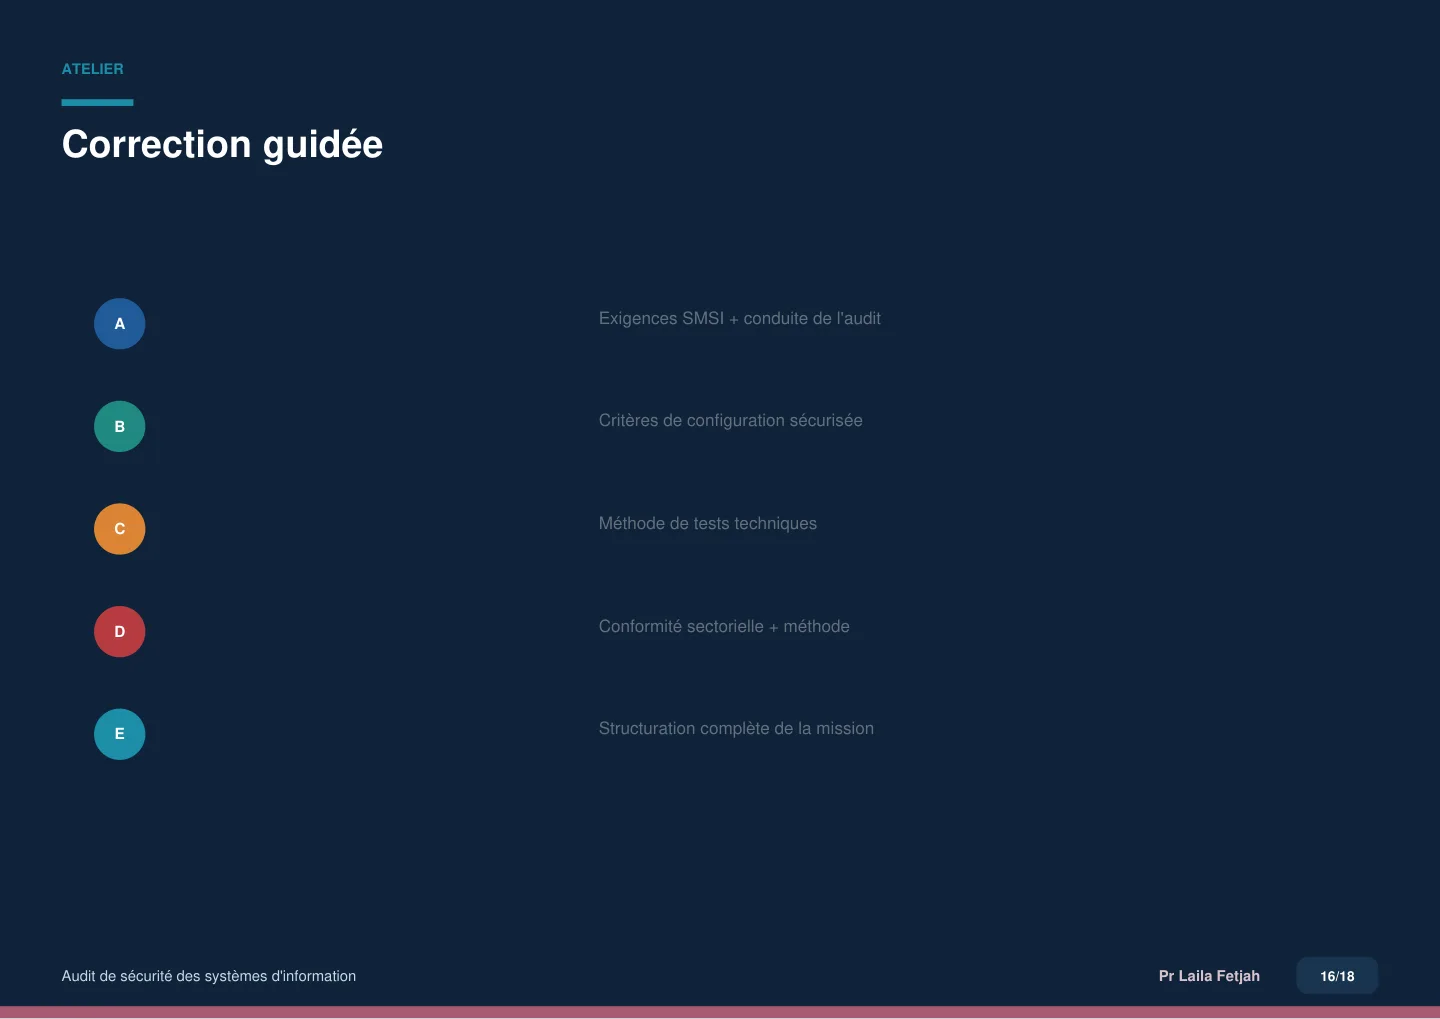 ATELIER
Correction guidée
A
Exigences SMSI + conduite de l'audit
B
Critères de configuration sécurisée
C
Méthode de tests techniques
D
Conformité sectorielle + méthode
E
Structuration complète de la mission
Audit de sécurité des systèmes d'information
Pr Laila Fetjah
16/18